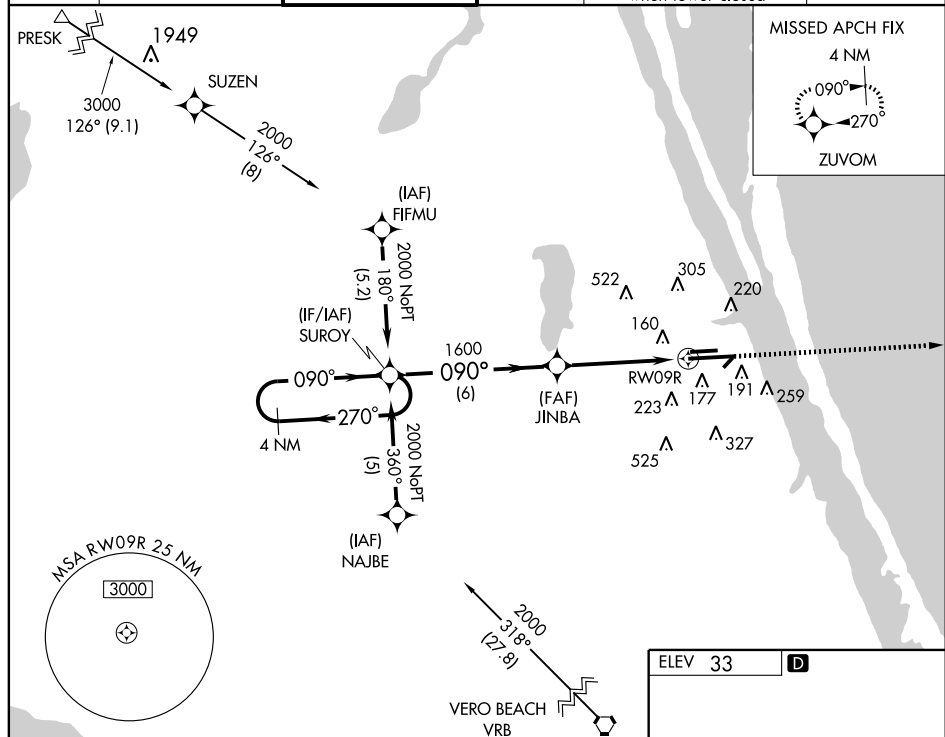 when tower closed
PRESK
1949
3000
126° (9.1)
SUZEN
2000
126°
(8)
MISSED APCH FIX
4 NM
090°
270°
ZUVOM
(IAF)
FIFMU
2000 NoPT
180°
(5.2)
(IF/IAF)
SUROY
522
305
220
160
1600
090°
(6)
090°
270°
4 NM
(FAF)
JINBA
RW09R
177
191
259
223
525
327
2000 NoPT
360°
(5)
(IAF)
NAJBE
MSA RW09R 25 NM
3000
2000
318°
(27.8)
VERO BEACH
VRB
ELEV 33
D